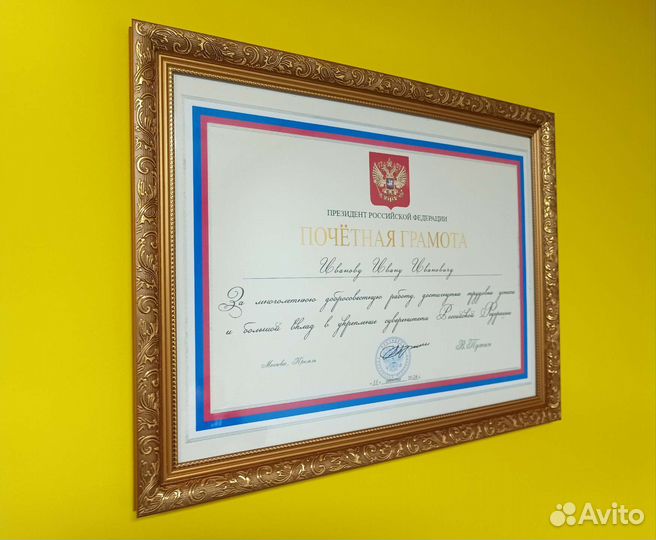 ПРЕЗИДЕНТ РОССИЙСКОЙ ФЕДЕРАЦИИ
ПОЧЁТНАЯ ГРАМОТА
Иванову Ивану Ивановичу
За многолетнюю добросовестную работу, достигнутые трудовые успехи
и большой вклад в укрепление суверенитета Российской Федерации
Москва, Кремль
В.Путин
Avito